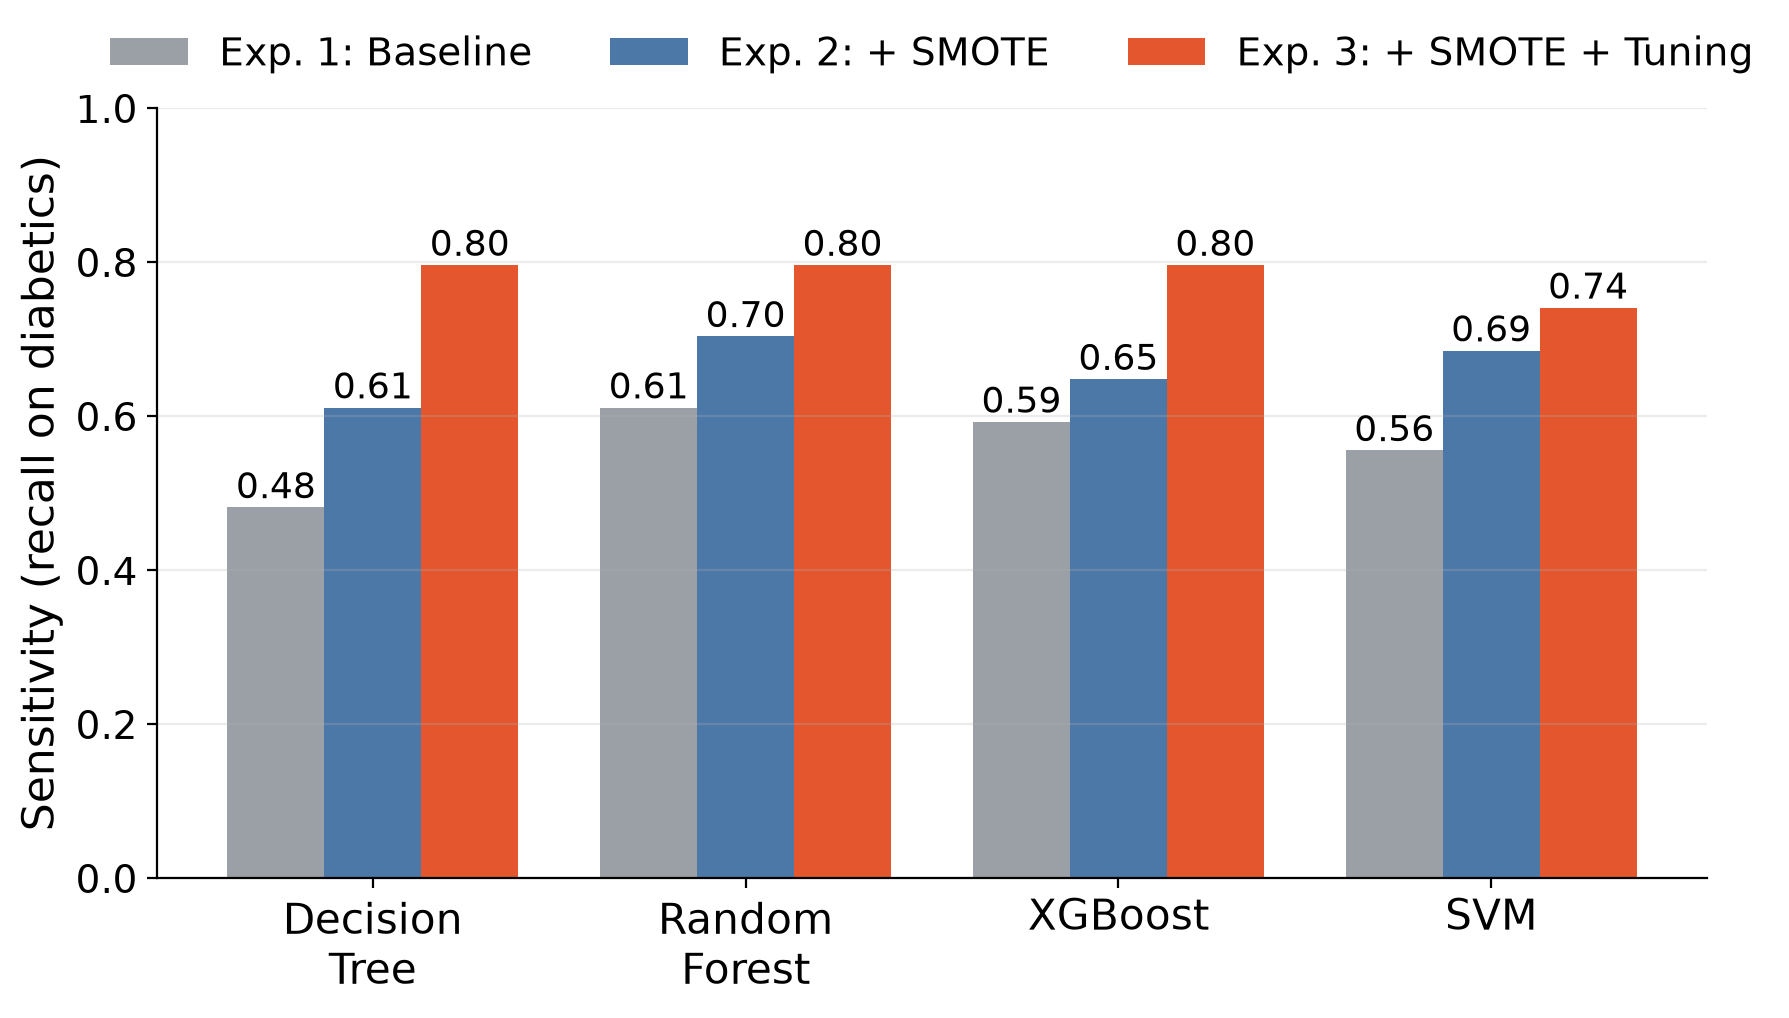 Exp. 1: Baseline
Exp. 2: + SMOTE
Exp. 3: + SMOTE + Tuning
Sensitivity (recall on diabetics)
1.0
0.8
0.6
0.4
0.2
0.0
0.48
0.61
0.80
0.61
0.70
0.80
0.59
0.65
0.80
0.56
0.69
0.74
Decision
Tree
Random
Forest
XGBoost
SVM